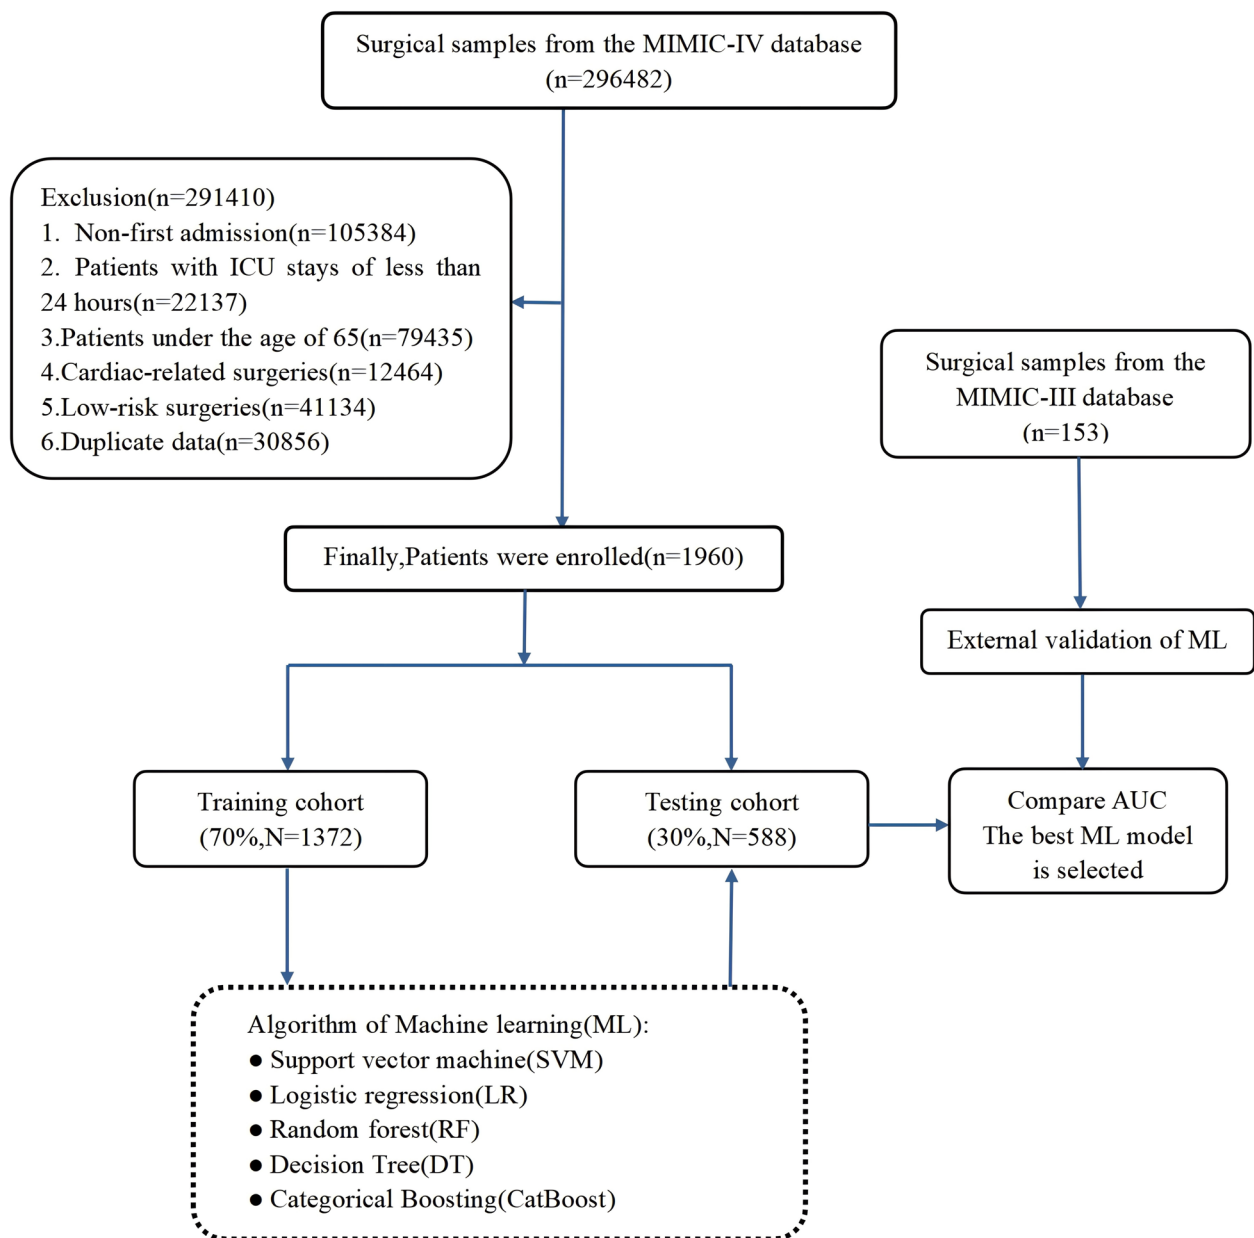 Surgical samples from the MIMIC-IV database
(n=296482)
Exclusion(n=291410)
1. Non-first admission(n=105384)
2. Patients with ICU stays of less than
24 hours(n=22137)
3.Patients under the age of 65(n=79435)
4.Cardiac-related surgeries(n=12464)
5.Low-risk surgeries(n=41134)
6.Duplicate data(n=30856)
Surgical samples from the
MIMIC-III database
(n=153)
Finally,Patients were enrolled(n=1960)
External validation of ML
Training cohort
(70%,N=1372)
Testing cohort
(30%,N=588)
Compare AUC
The best ML model
is selected
Algorithm of Machine learning(ML):
● Support vector machine(SVM)
● Logistic regression(LR)
● Random forest(RF)
● Decision Tree(DT)
● Categorical Boosting(CatBoost)